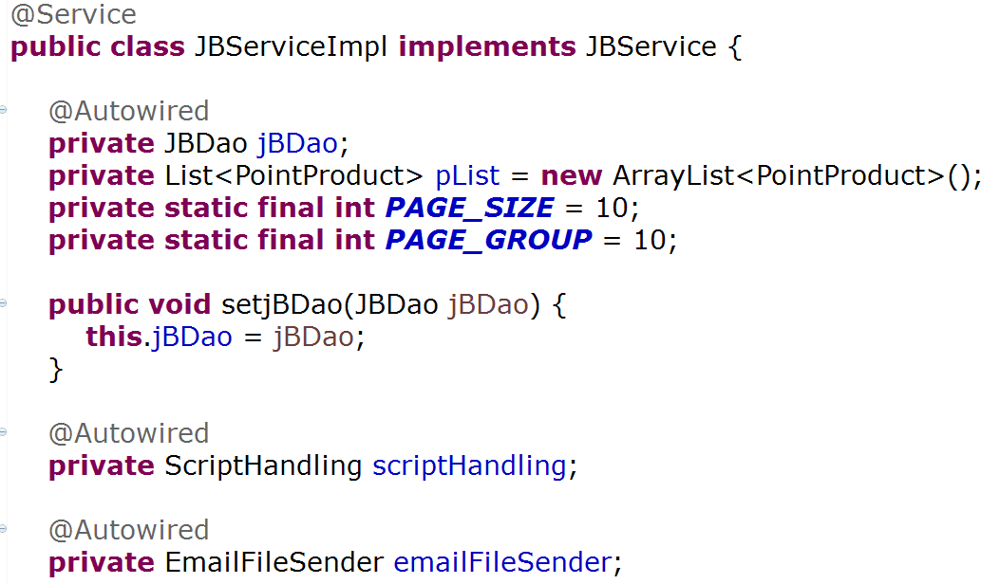 @Service
public class JBServiceImpl implements JBService {
@Autowired
private JBDao jBDao;
private List<PointProduct> pList = new ArrayList<PointProduct>();
private static final int PAGE_SIZE = 10;
private static final int PAGE_GROUP = 10;
public void setjBDao(JBDao jBDao) {
this.jBDao = jBDao;
}
@Autowired
private ScriptHandling scriptHandling;
@Autowired
private EmailFileSender emailFileSender;